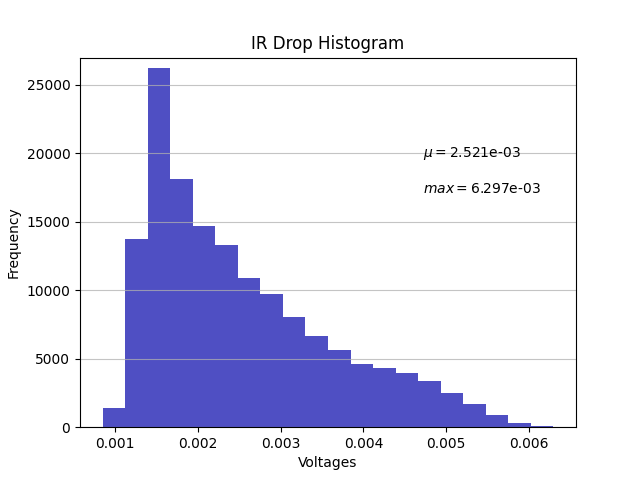 IR Drop Histogram
25000
20000
15000
10000
5000
0
Frequency
μ = 2.521e-03
max = 6.297e-03
0.001 0.002 0.003 0.004 0.005 0.006
Voltages